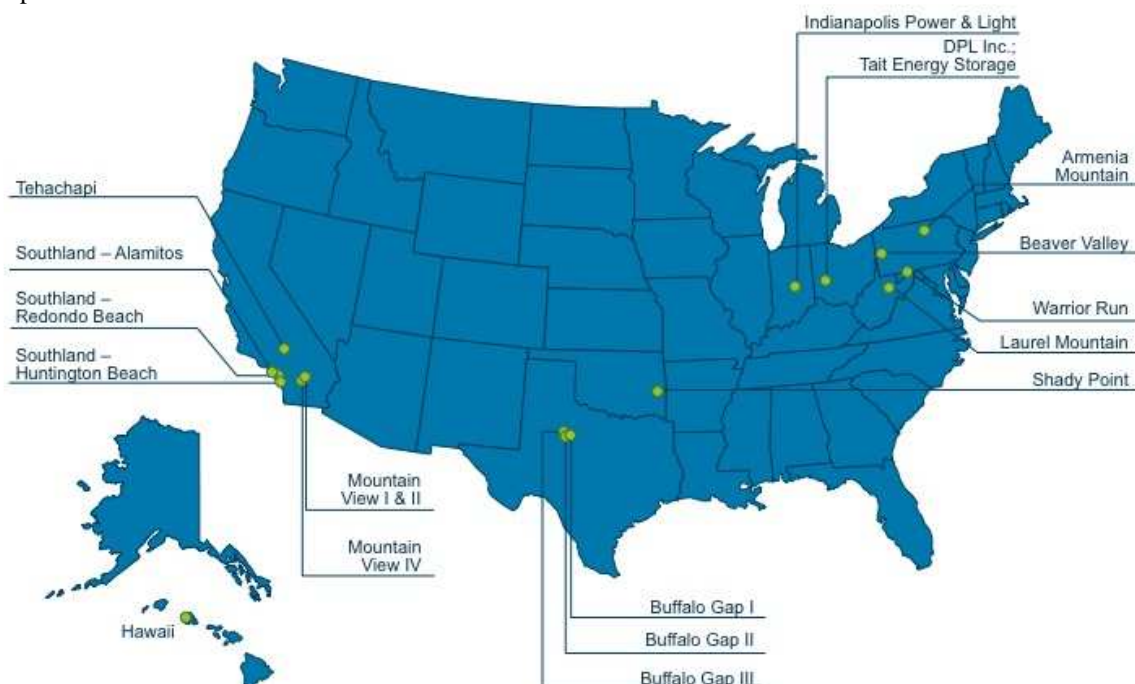 Indianapolis Power & Light
DPL Inc.;
Tait Energy Storage
Tehachapi
Southland – Alamitos
Southland –
Redondo Beach
Southland –
Huntington Beach
Armenia
Mountain
Beaver Valley
Warrior Run
Laurel Mountain
Shady Point
Mountain
View I & II
Mountain
View IV
Buffalo Gap I
Buffalo Gap II
Buffalo Gap III
Hawaii